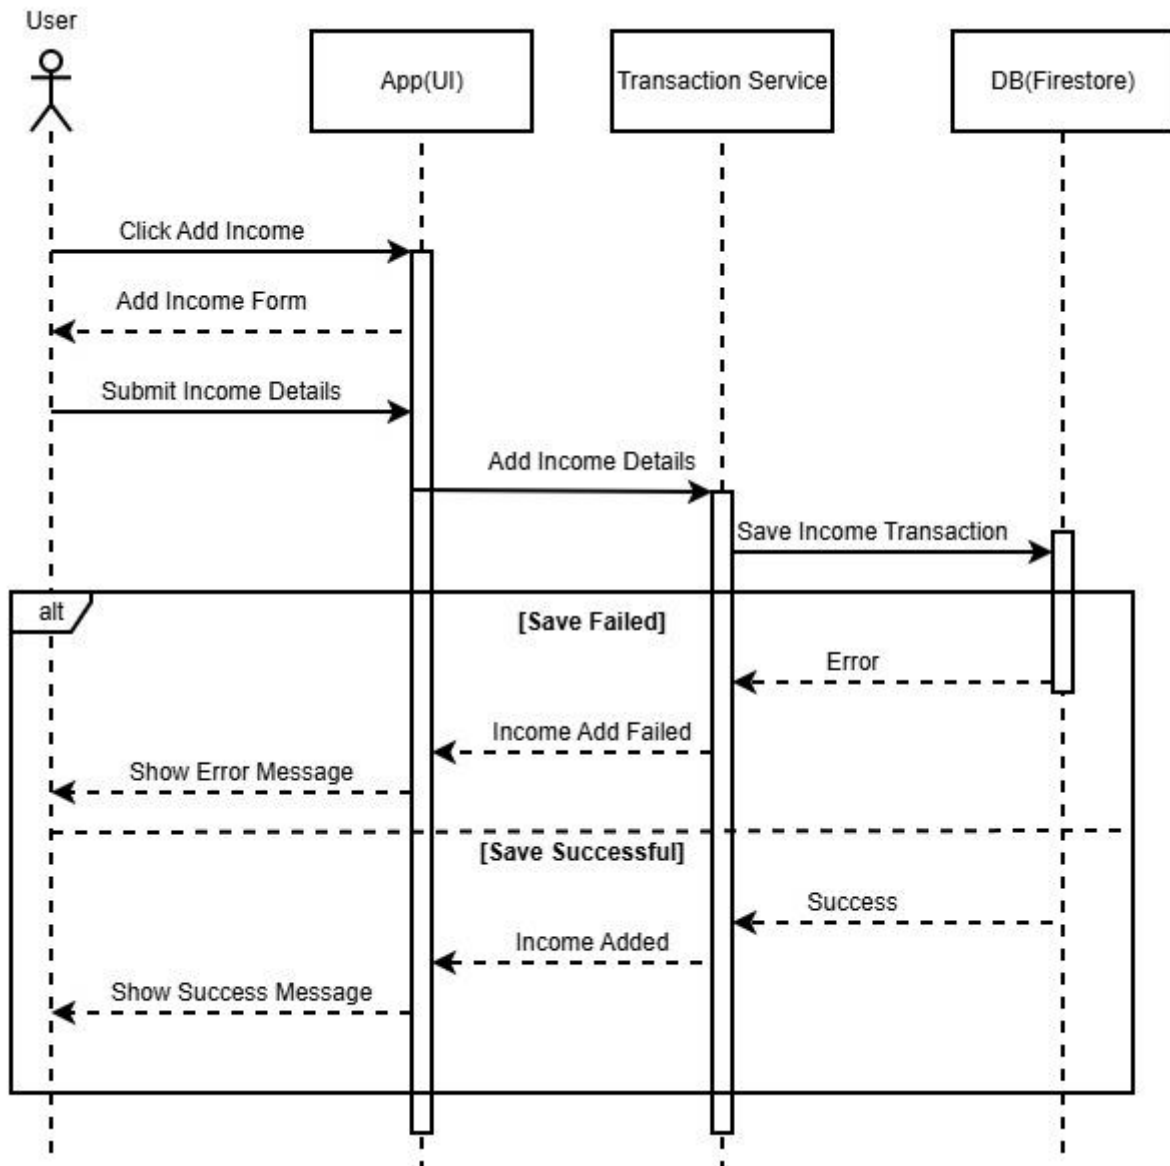 User
App(UI)
Transaction Service
DB(Firestore)
Click Add Income
Add Income Form
Submit Income Details
Add Income Details
Save Income Transaction
alt
[Save Failed]
Error
Income Add Failed
Show Error Message
[Save Successful]
Success
Income Added
Show Success Message